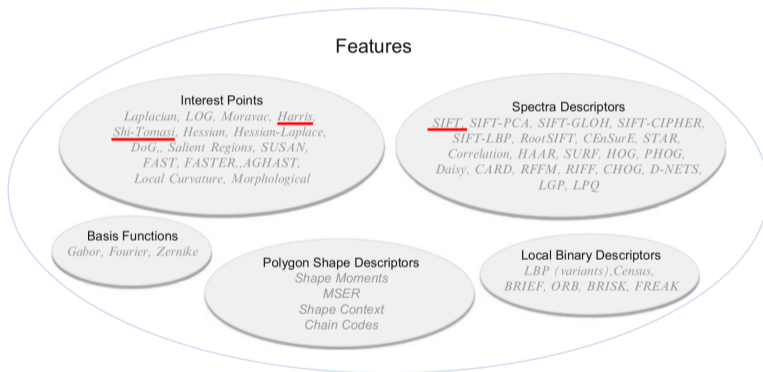 Features
Interest Points
Laplacian, LOG, Moravac, Harris,
Shi-Tomasi, Hessian, Hessian-Laplace,
DoG,, Salient Regions, SUSAN,
FAST, FASTER,,AGHAST,
Local Curvature, Morphological
Spectra Descriptors
SIFT, SIFT-PCA, SIFT-GLOH, SIFT-CIPHER,
SIFT-LBP, RootSIFT, CEnSurE, STAR,
Correlation, HAAR, SURF, HOG, PHOG,
Daisy, CARD, RFFM, RIFF, CHOG, D-NETS,
LGP, LPQ
Basis Functions
Gabor, Fourier, Zernike
Polygon Shape Descriptors
Shape Moments
MSER
Shape Context
Chain Codes
Local Binary Descriptors
LBP (variants),Census,
BRIEF, ORB, BRISK, FREAK